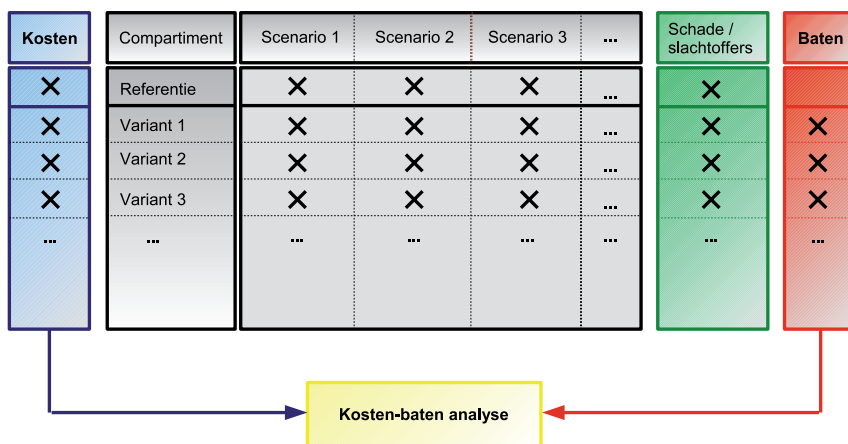 Kosten Compartiment Scenario 1 Scenario 2 Scenario 3 ... Schade / slachtoffers Baten
X Referentie X X X ... X
X Variant 1 X X X ... X X
X Variant 2 X X X ... X X
X Variant 3 X X X ... X X
... ... ... ... ... ... ... ...
Kosten-baten analyse